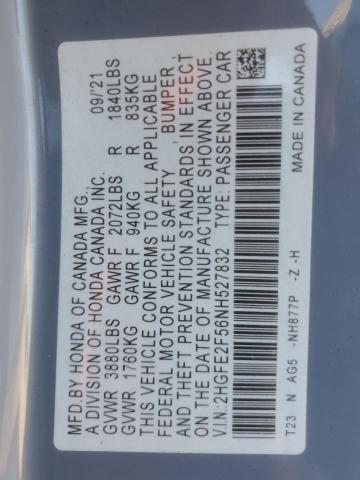 MFD.BY HONDA OF CANADA MFG., 09/'21
A DIVISION OF HONDA CANADA INC.
GVWR 3880LBS GAWR F 2072LBS R 1840LBS
GVWR 1760KG GAWR F 940KG R 835KG
THIS VEHICLE CONFORMS TO ALL APPLICABLE
FEDERAL MOTOR VEHICLE SAFETY, BUMPER,
AND THEFT PREVENTION STANDARDS IN EFFECT
ON THE DATE OF MANUFACTURE SHOWN ABOVE.
V.I.N.:2HGFE2F56NH527832 TYPE: PASSENGER CAR
T23 N AG5 -NH877P -Z -H MADE IN CANADA